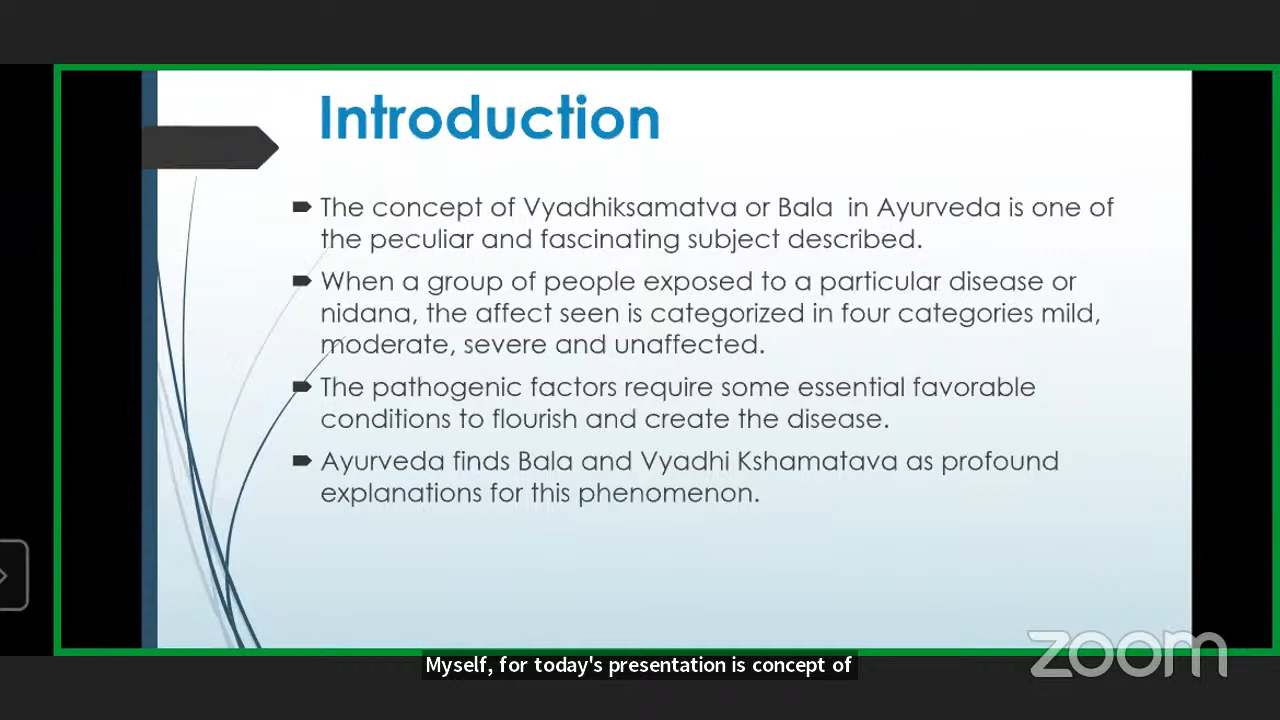 Introduction
The concept of Vyadhiksamatva or Bala in Ayurveda is one of
the peculiar and fascinating subject described.
When a group of people exposed to a particular disease or
nidana, the affect seen is categorized in four categories mild,
moderate, severe and unaffected.
The pathogenic factors require some essential favorable
conditions to flourish and create the disease.
Ayurveda finds Bala and Vyadhi Kshamatava as profound
explanations for this phenomenon.
zoom
Myself, for today's presentation is concept of